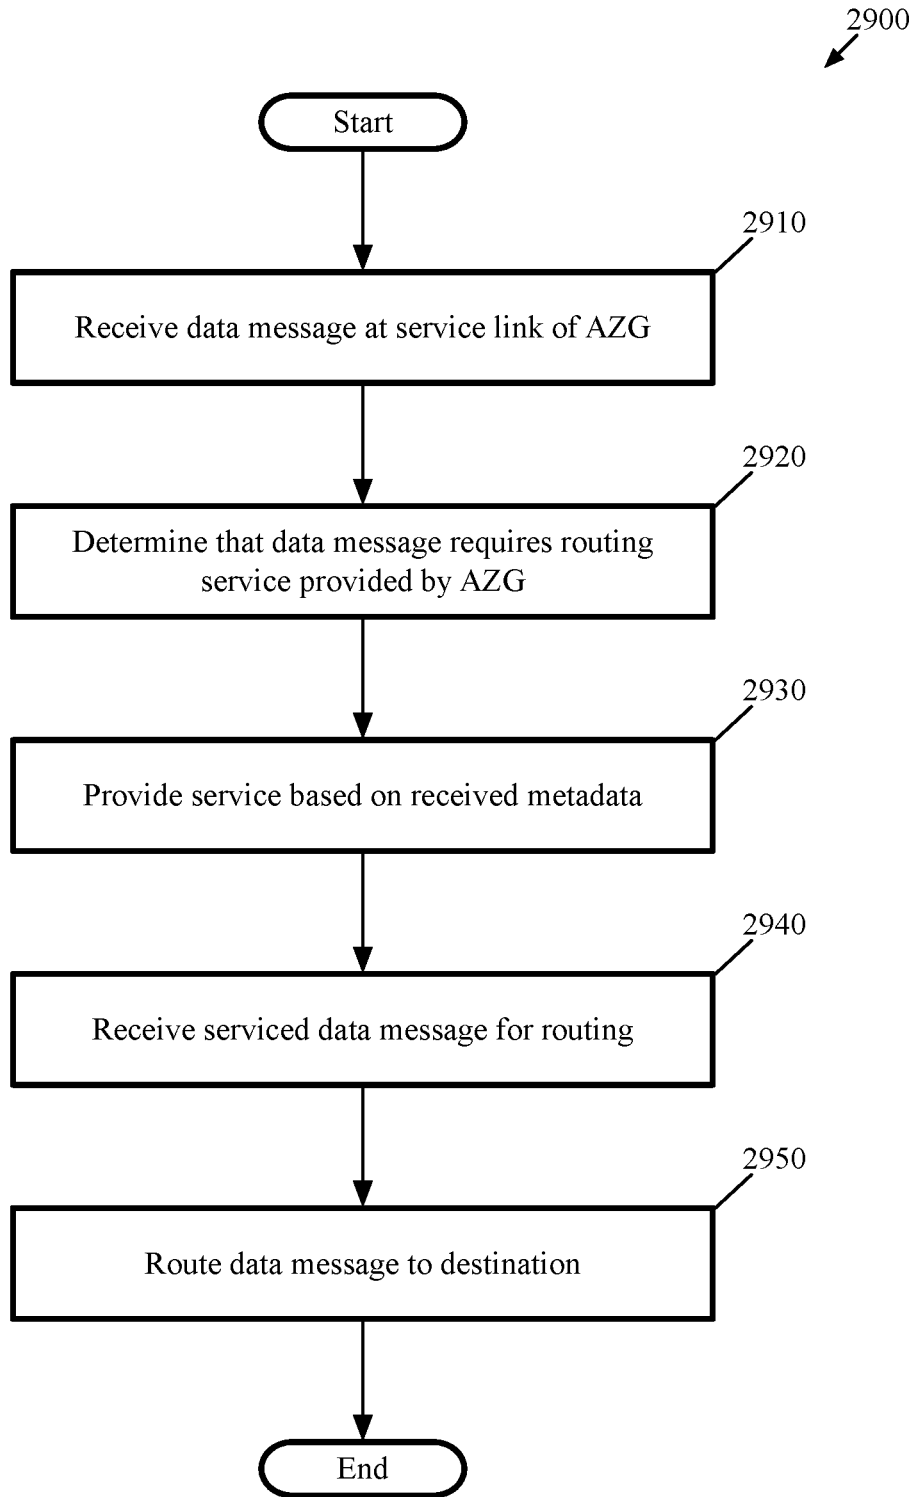 2900
Start
2910
Receive data message at service link of AZG
2920
Determine that data message requires routing
service provided by AZG
2930
Provide service based on received metadata
2940
Receive serviced data message for routing
2950
Route data message to destination
End